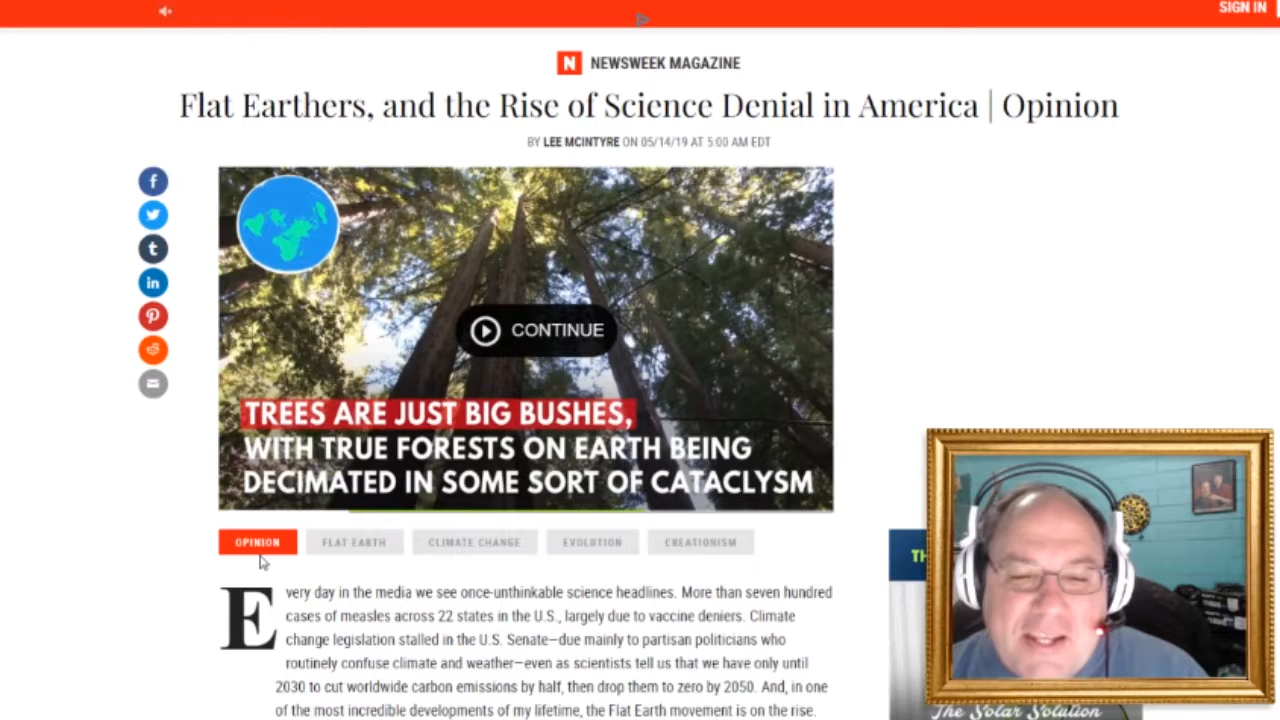 SIGN IN
N NEWSWEEK MAGAZINE
Flat Earthers, and the Rise of Science Denial in America | Opinion
BY LEE MCINTYRE ON 05/14/19 AT 5:00 AM EDT
CONTINUE
TREES ARE JUST BIG BUSHES,
WITH TRUE FORESTS ON EARTH BEING
DECIMATED IN SOME SORT OF CATACLYSM
OPINION FLAT EARTH CLIMATE CHANGE EVOLUTION CREATIONISM
Every day in the media we see once-unthinkable science headlines. More than seven hundred
cases of measles across 22 states in the U.S., largely due to vaccine deniers. Climate
change legislation stalled in the U.S. Senate—due mainly to partisan politicians who
routinely confuse climate and weather—even as scientists tell us that we have only until
2030 to cut worldwide carbon emissions by half, then drop them to zero by 2050. And, in one
of the most incredible developments of my lifetime, the Flat Earth movement is on the rise.
TH
The Solar Solution